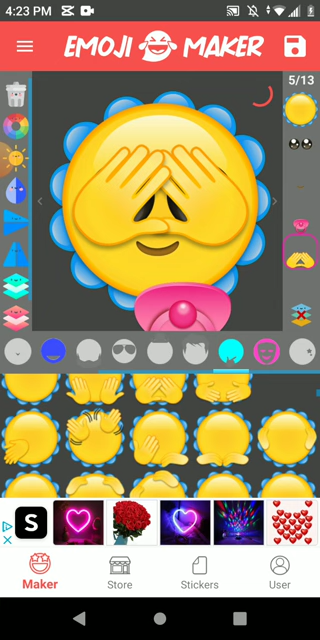 4:23 PM
EMOJI MAKER
5/13
S
Maker
Store
Stickers
User